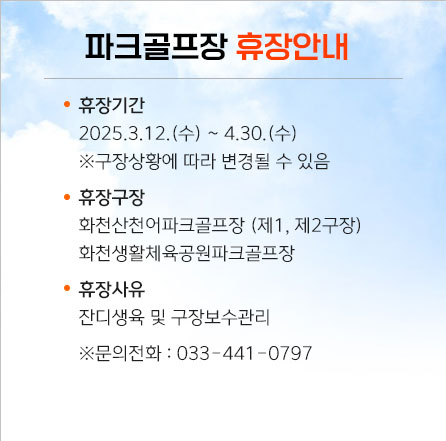 파크골프장 휴장안내
• 휴장기간
2025.3.12.(수) ~ 4.30.(수)
※구장상황에 따라 변경될 수 있음
• 휴장구장
화천산천어파크골프장 (제1, 제2구장)
화천생활체육공원파크골프장
• 휴장사유
잔디생육 및 구장보수관리
※문의전화 : 033-441-0797